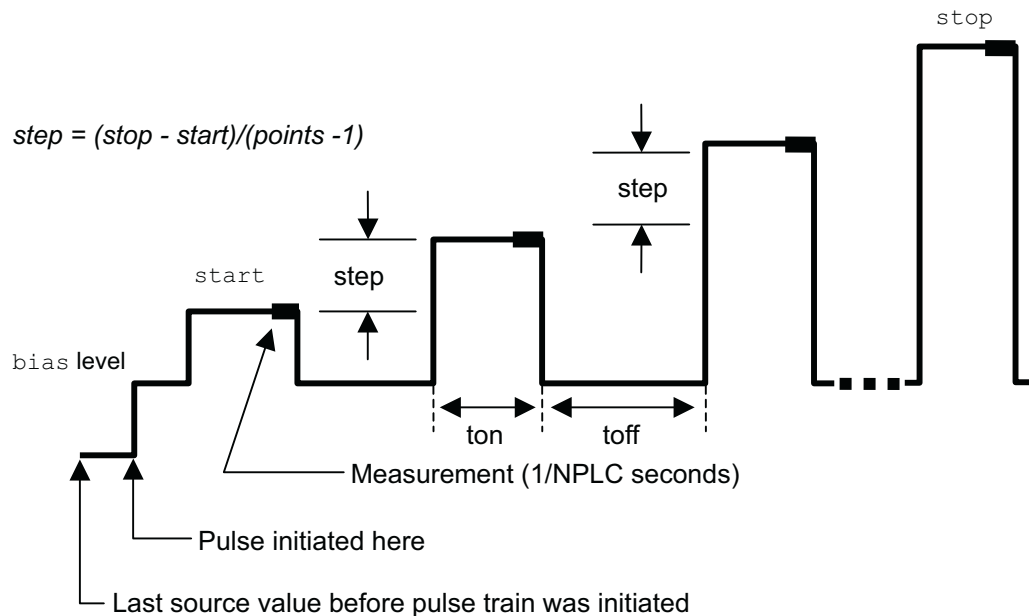 stop
step = (stop - start)/(points -1)
step
step
start
bias level
ton
toff
Measurement (1/NPLC seconds)
Pulse initiated here
Last source value before pulse train was initiated